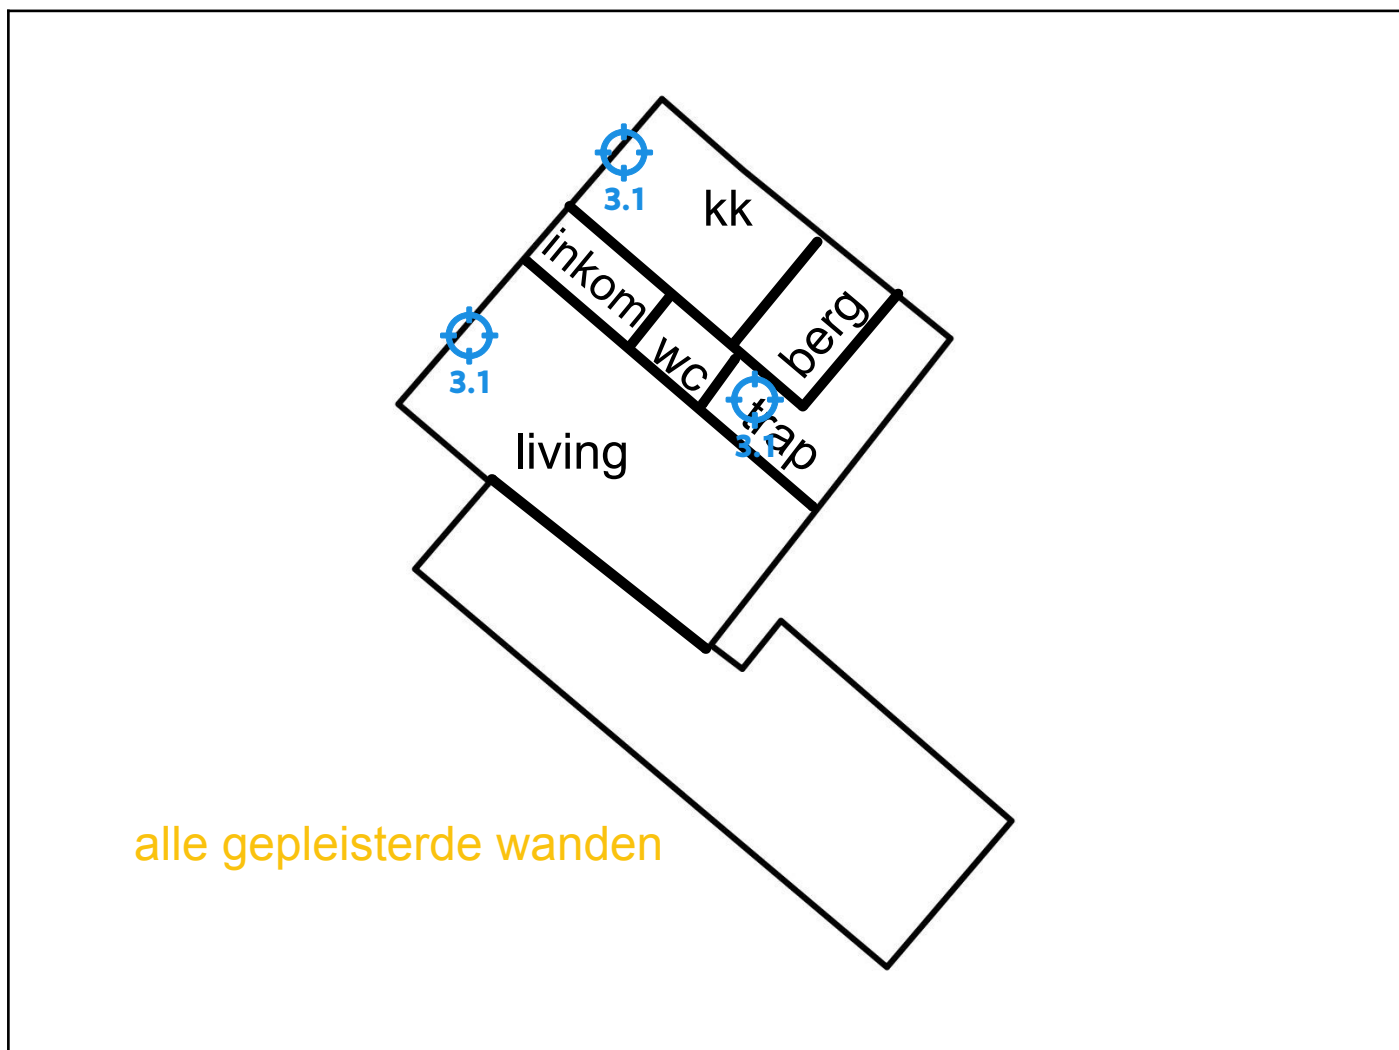 3.1
kk
inkom
berg
3.1
wc
trap
3.1
living
alle gepleisterde wanden